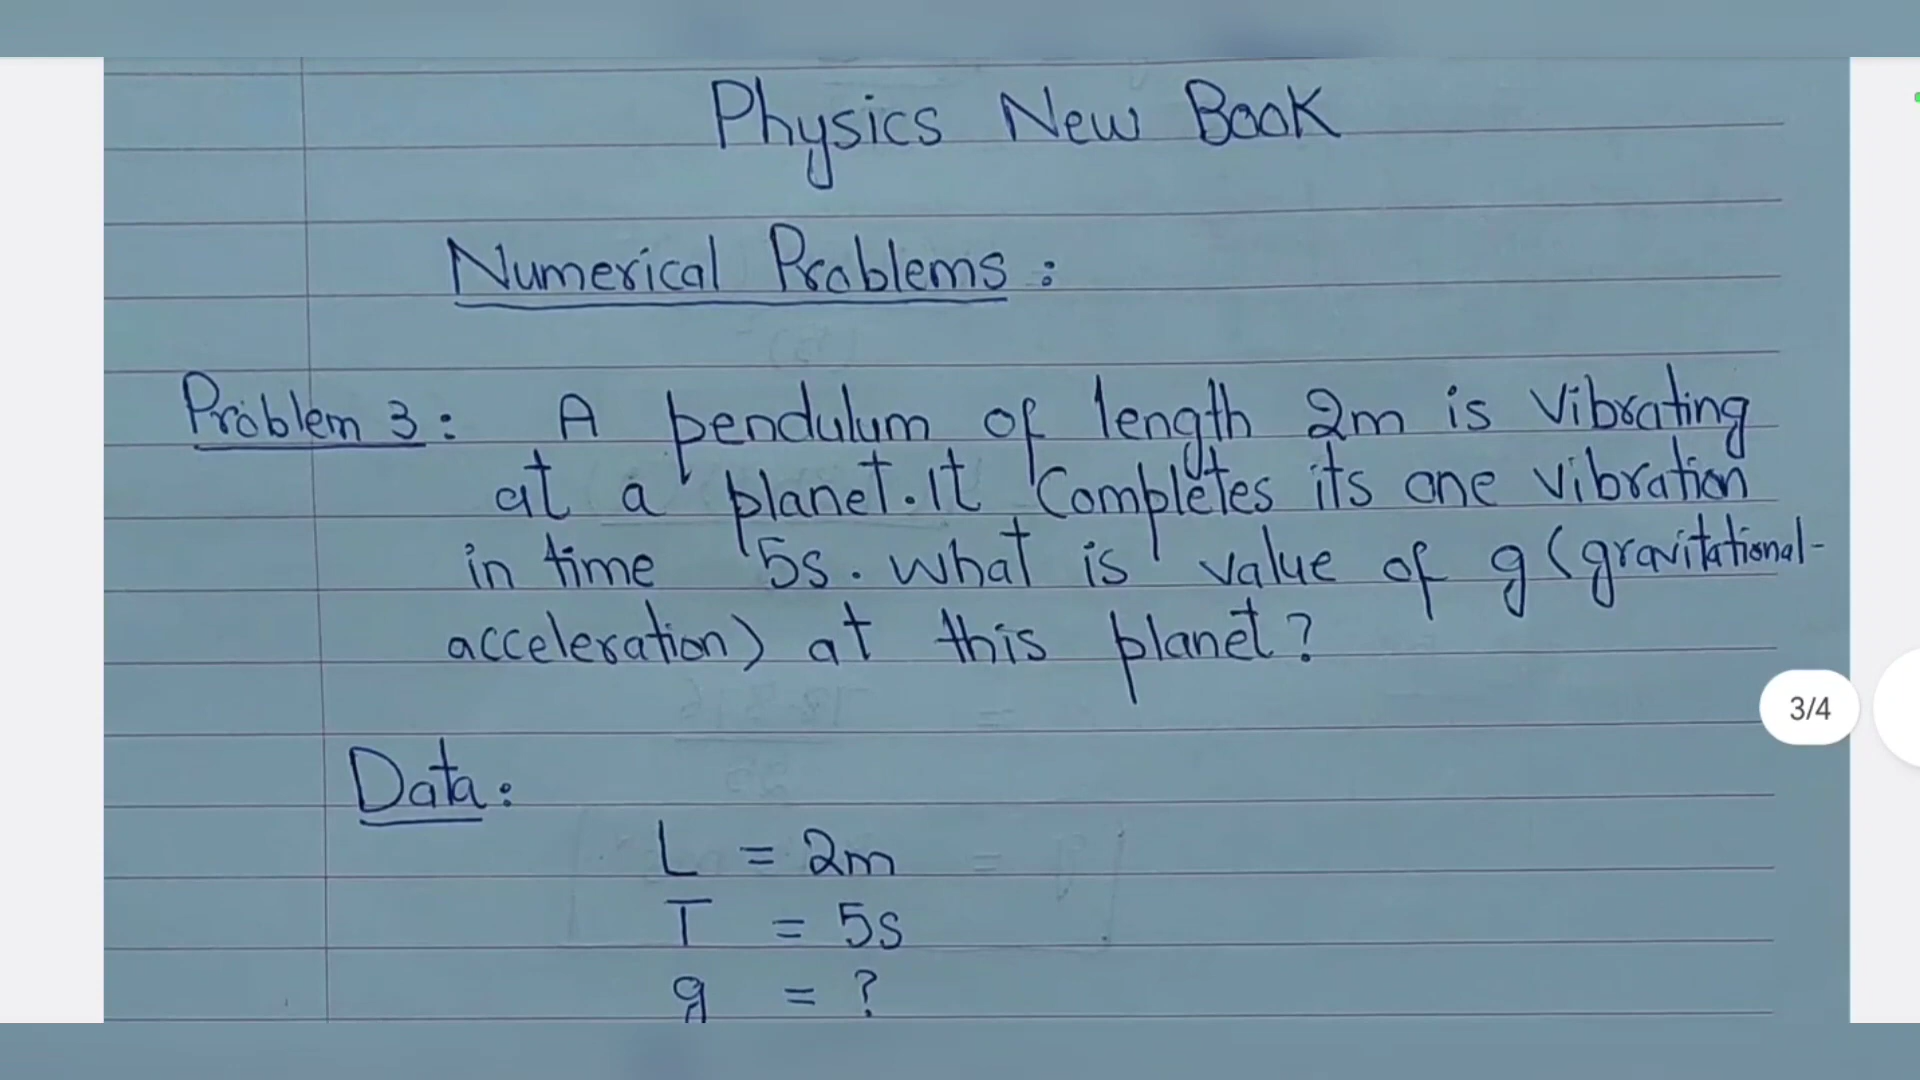 Physics New Book
Numerical Problems :
Problem 3 : A pendulum of length 2m is vibrating
at a planet. It completes its one vibration
in time 5s. what is value of g (gravitational-
acceleration) at this planet?
Data :
L = 2m
T = 5s
g = ?
3/4